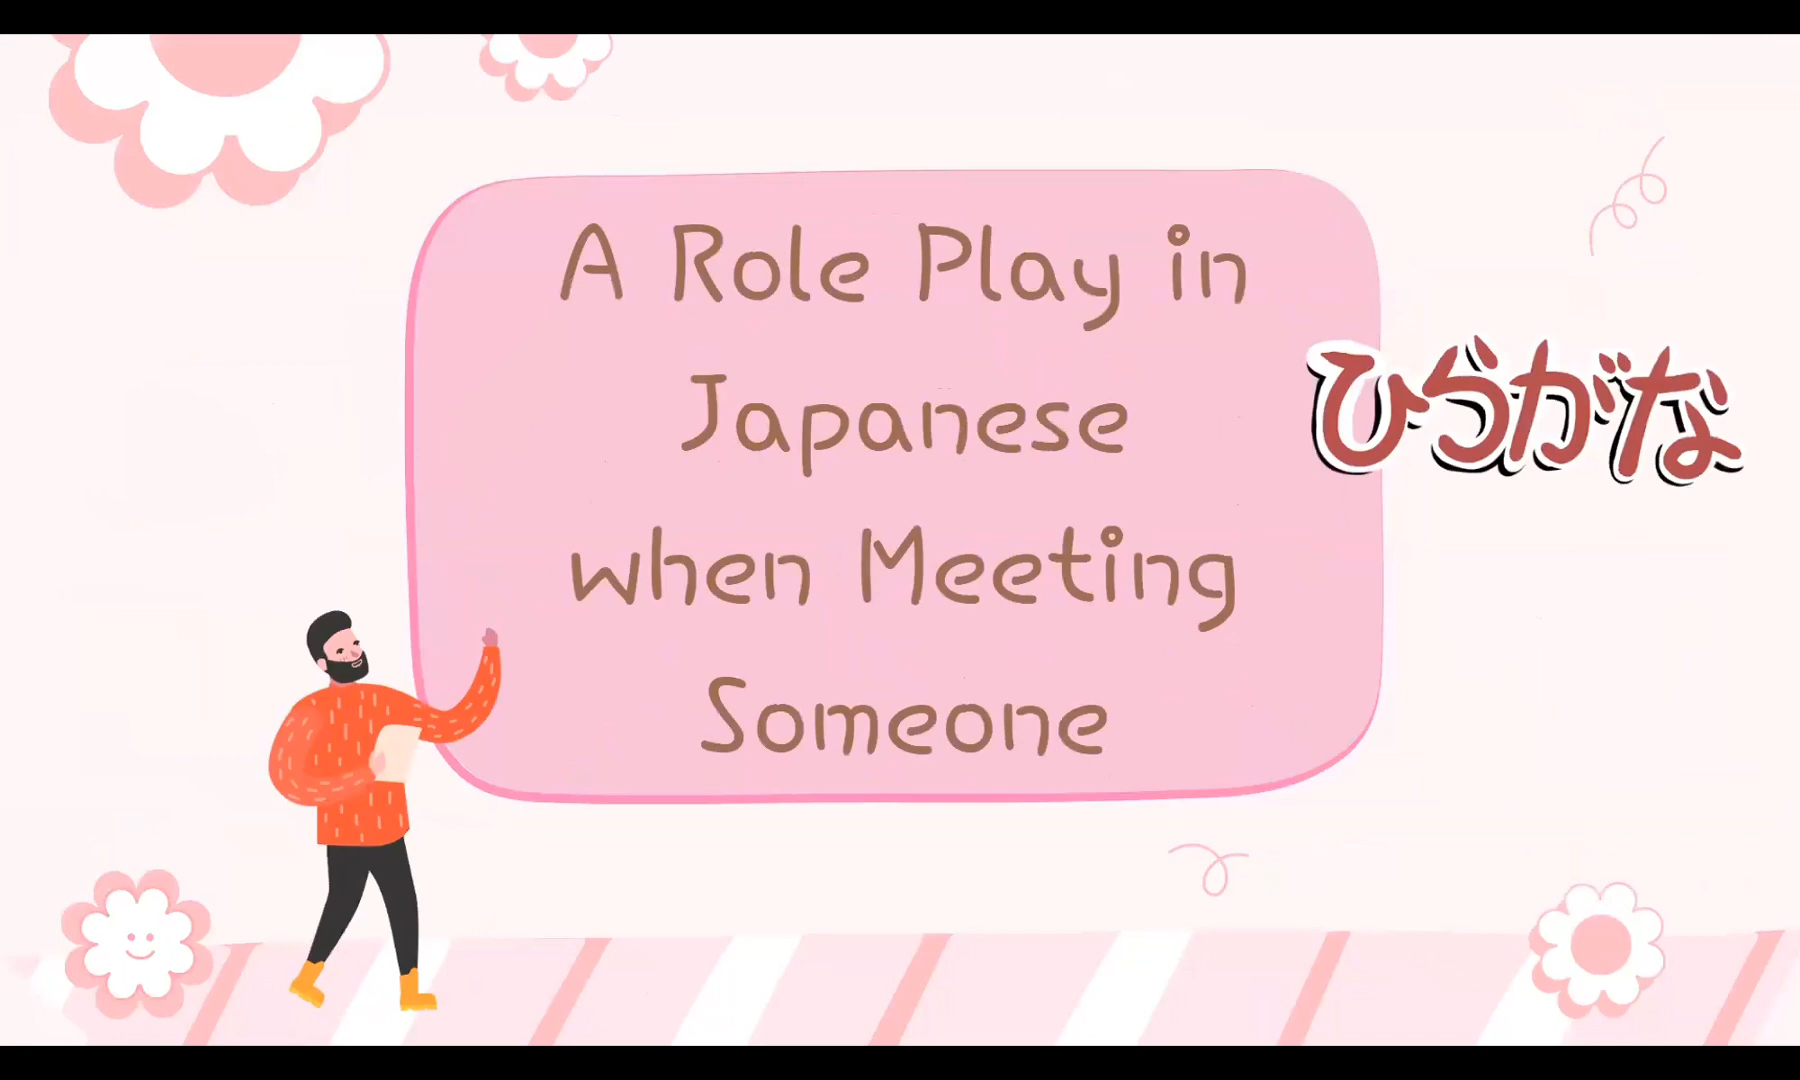 A Role Play in
Japanese
ひらがな
when Meeting
Someone